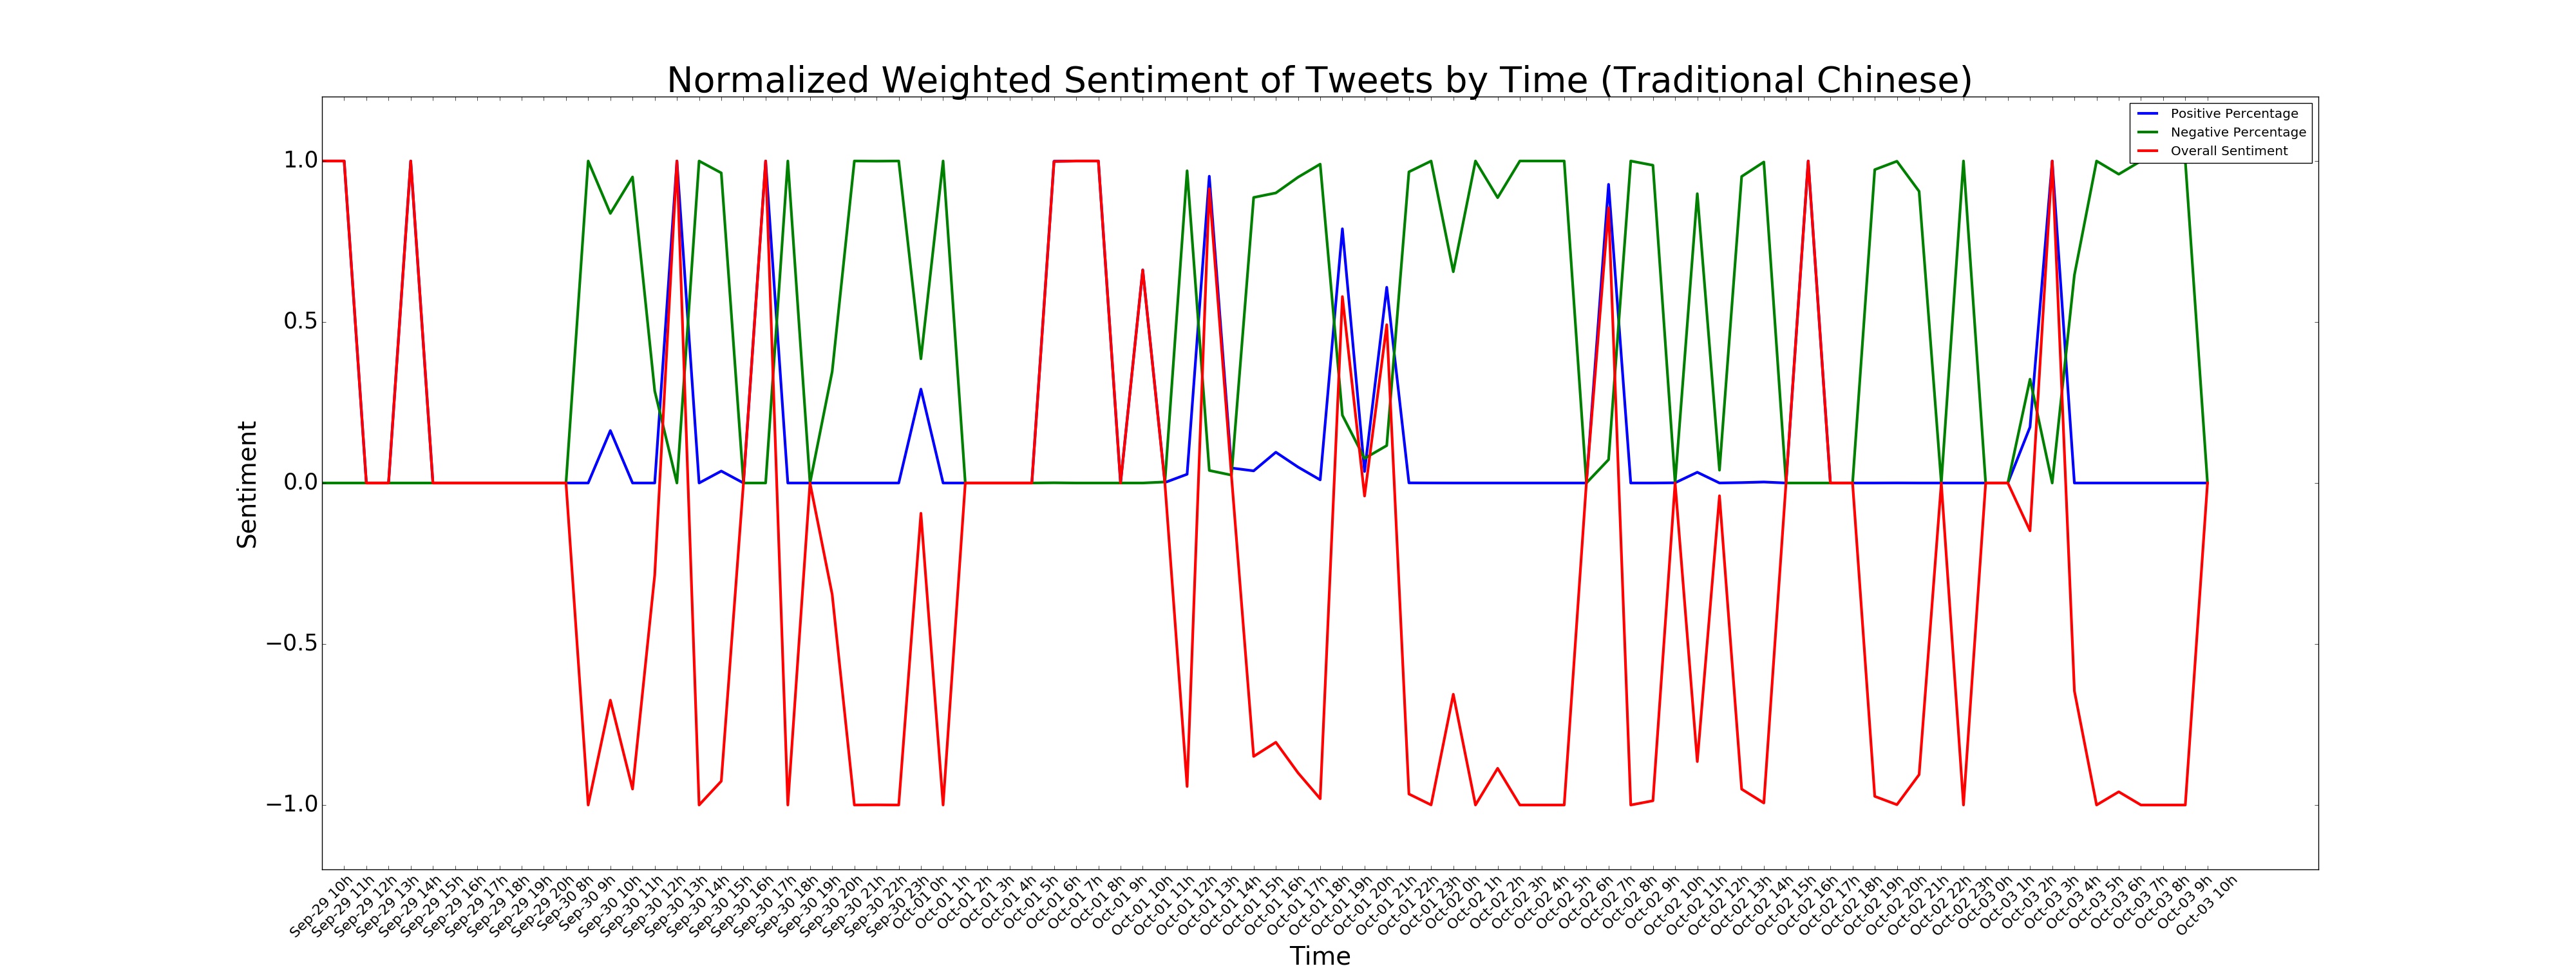 Normalized Weighted Sentiment of Tweets by Time (Traditional Chinese)
Positive Percentage
Negative Percentage
Overall Sentiment
1.0
0.5
0.0
−0.5
−1.0
Sentiment
Sep-29 10h
Sep-29 11h
Sep-29 12h
Sep-29 13h
Sep-29 14h
Sep-29 15h
Sep-29 16h
Sep-29 17h
Sep-29 18h
Sep-29 19h
Sep-29 20h
Sep-30 8h
Sep-30 9h
Sep-30 10h
Sep-30 11h
Sep-30 12h
Sep-30 13h
Sep-30 14h
Sep-30 15h
Sep-30 16h
Sep-30 17h
Sep-30 18h
Sep-30 19h
Sep-30 20h
Sep-30 21h
Sep-30 22h
Sep-30 23h
Oct-01 0h
Oct-01 1h
Oct-01 2h
Oct-01 3h
Oct-01 4h
Oct-01 5h
Oct-01 6h
Oct-01 7h
Oct-01 8h
Oct-01 9h
Oct-01 10h
Oct-01 11h
Oct-01 12h
Oct-01 13h
Oct-01 14h
Oct-01 15h
Oct-01 16h
Oct-01 17h
Oct-01 18h
Oct-01 19h
Oct-01 20h
Oct-01 21h
Oct-01 22h
Oct-01 23h
Oct-02 0h
Oct-02 1h
Oct-02 2h
Oct-02 3h
Oct-02 4h
Oct-02 5h
Oct-02 6h
Oct-02 7h
Oct-02 8h
Oct-02 9h
Oct-02 10h
Oct-02 11h
Oct-02 12h
Oct-02 13h
Oct-02 14h
Oct-02 15h
Oct-02 16h
Oct-02 17h
Oct-02 18h
Oct-02 19h
Oct-02 20h
Oct-02 21h
Oct-02 22h
Oct-02 23h
Oct-03 0h
Oct-03 1h
Oct-03 2h
Oct-03 3h
Oct-03 4h
Oct-03 5h
Oct-03 6h
Oct-03 7h
Oct-03 8h
Oct-03 9h
Oct-03 10h
Time